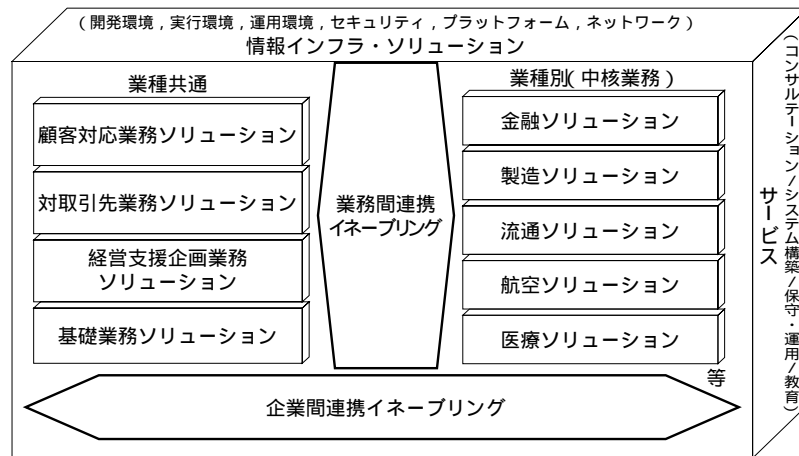 (開発環境，実行環境，運用環境，セキュリティ，プラットフォーム，ネットワーク)
情報インフラ・ソリューション
業種共通
顧客対応業務ソリューション
対取引先業務ソリューション
経営支援企画業務
ソリューション
基礎業務ソリューション
業務間連携
イネーブリング
業種別(中核業務)
金融ソリューション
製造ソリューション
流通ソリューション
航空ソリューション
医療ソリューション
等
企業間連携イネーブリング
サービス
(コンサルテーション/システム構築/保守・運用/教育)